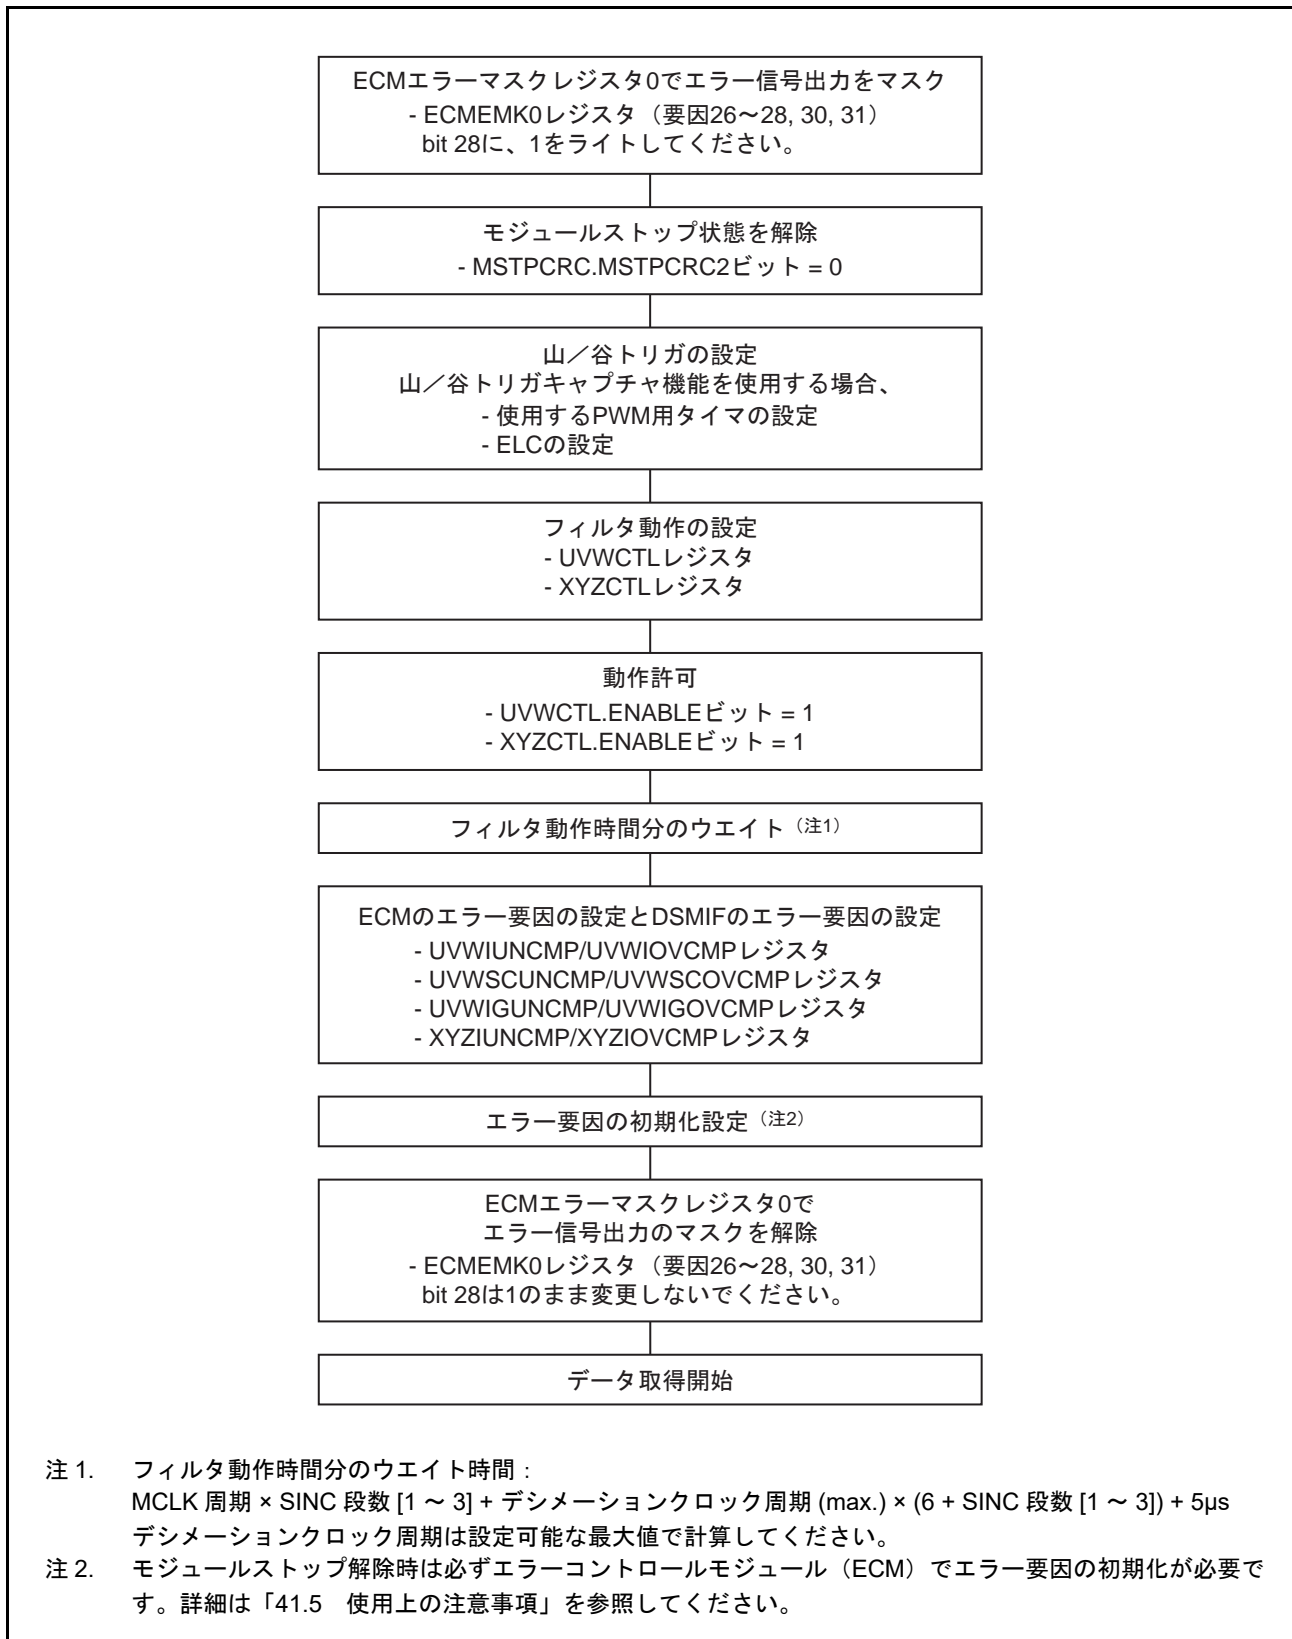 ECMエラーマスクレジスタ0でエラー信号出力をマスク
- ECMEMK0レジスタ（要因26～28, 30, 31）
bit 28に、1をライトしてください。
モジュールストップ状態を解除
- MSTPCRC.MSTPCRC2ビット = 0
山／谷トリガの設定
山／谷トリガキャプチャ機能を使用する場合、
- 使用するPWM用タイマの設定
- ELCの設定
フィルタ動作の設定
- UVWCTLレジスタ
- XYZCTLレジスタ
動作許可
- UVWCTL.ENABLEビット = 1
- XYZCTL.ENABLEビット = 1
フィルタ動作時間分のウエイト（注1）
ECMのエラー要因の設定とDSMIFのエラー要因の設定
- UVWIUNCMP/UVWIOVCMPレジスタ
- UVWSCUNCMP/UVWSCOVCMPレジスタ
- UVWIGUNCMP/UVWIGOVCMPレジスタ
- XYZIUNCMP/XYZIOVCMPレジスタ
エラー要因の初期化設定（注2）
ECMエラーマスクレジスタ0で
エラー信号出力のマスクを解除
- ECMEMK0レジスタ（要因26～28, 30, 31）
bit 28は1のまま変更しないでください。
データ取得開始
注 1. フィルタ動作時間分のウエイト時間：
MCLK 周期 × SINC 段数 [1 ～ 3] + デシメーションクロック周期 (max.) × (6 + SINC 段数 [1 ～ 3]) + 5µs
デシメーションクロック周期は設定可能な最大値で計算してください。
注 2. モジュールストップ解除時は必ずエラーコントロールモジュール（ECM）でエラー要因の初期化が必要で
す。詳細は「41.5 使用上の注意事項」を参照してください。